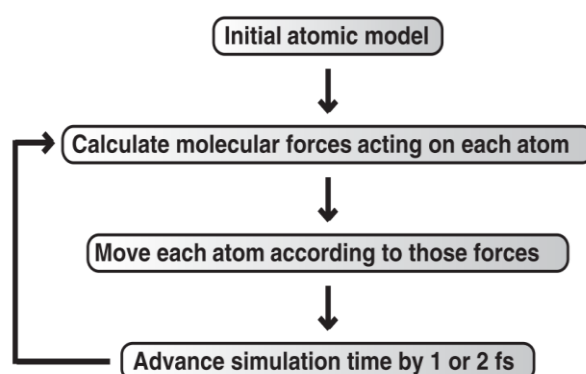 Initial atomic model
Calculate molecular forces acting on each atom
Move each atom according to those forces
Advance simulation time by 1 or 2 fs